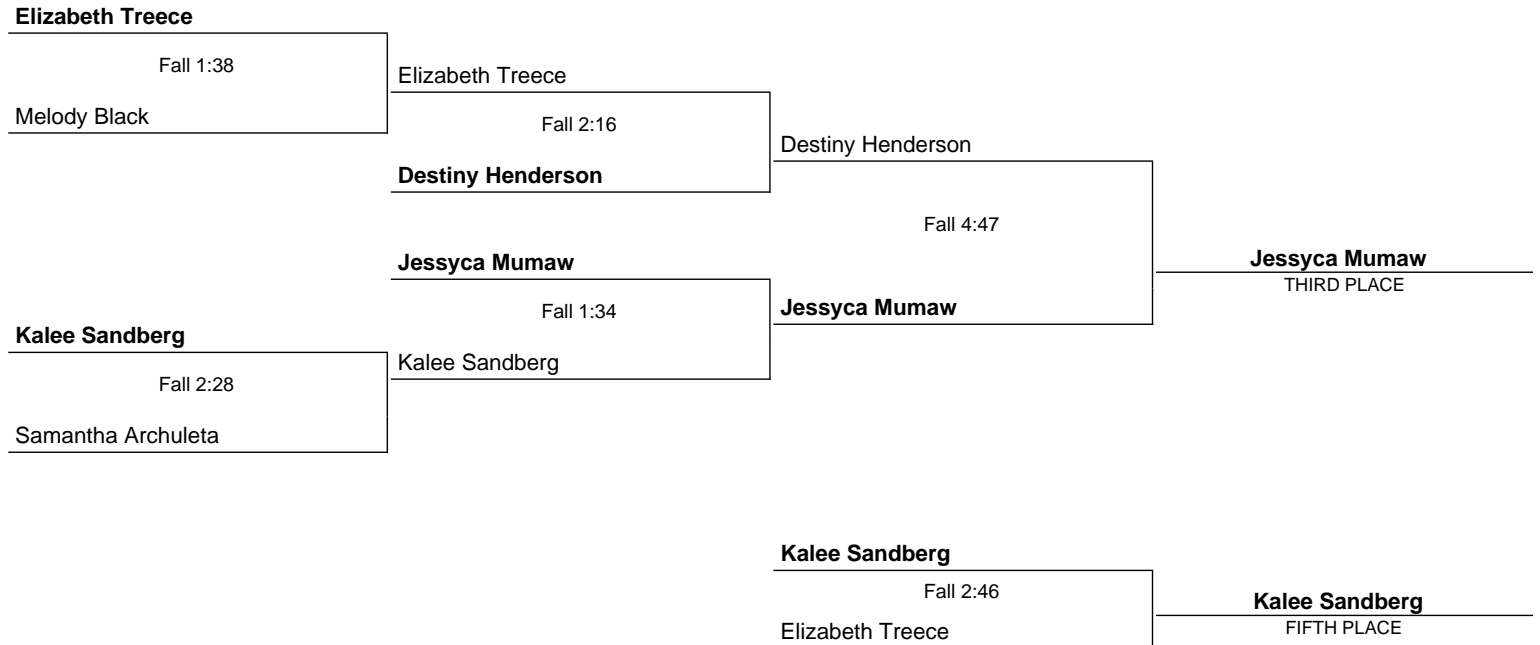 Elizabeth Treece
Fall 1:38
Elizabeth Treece
Melody Black
Fall 2:16
Destiny Henderson
Destiny Henderson
Fall 4:47
Jessyca Mumaw
Jessyca Mumaw
THIRD PLACE
Fall 1:34
Jessyca Mumaw
Kalee Sandberg
Kalee Sandberg
Fall 2:28
Samantha Archuleta
Kalee Sandberg
Fall 2:46
Kalee Sandberg
FIFTH PLACE
Elizabeth Treece